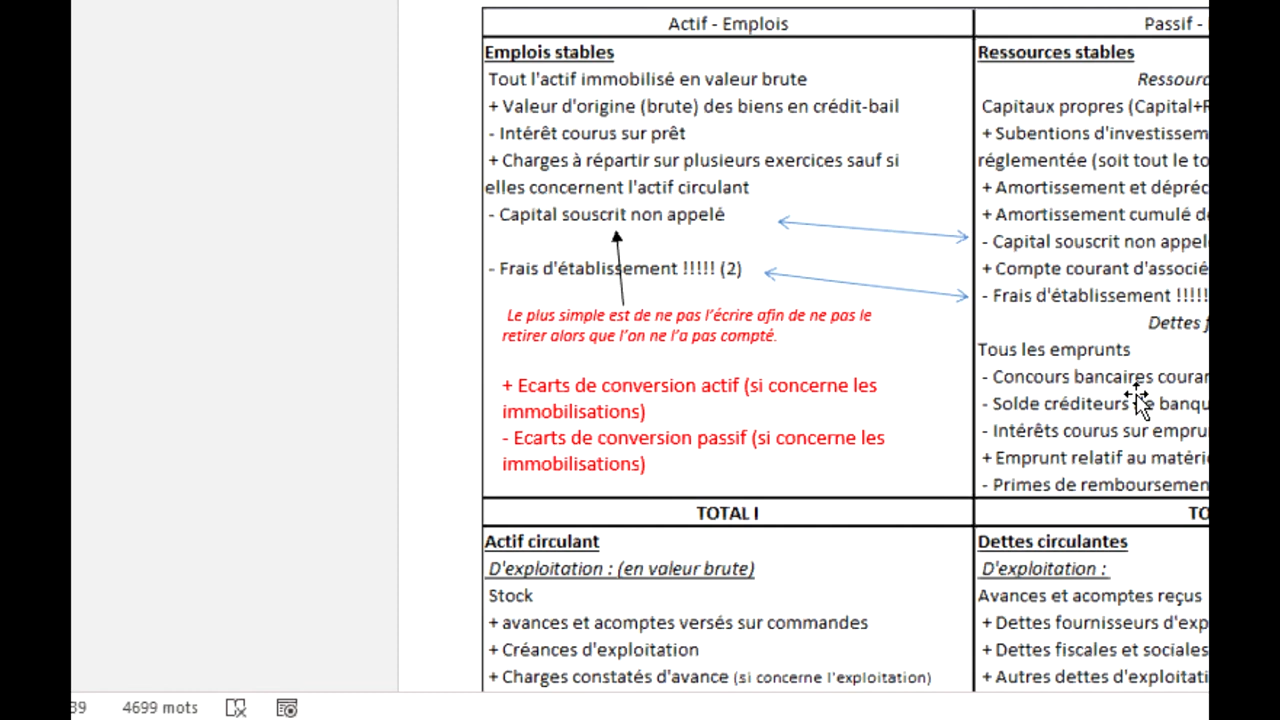 Actif - Emplois
Passif -
Emplois stables
Ressources stables
Tout l'actif immobilisé en valeur brute
+ Valeur d'origine (brute) des biens en crédit-bail
Capitaux propres (Capital+
- Intérêt courus sur prêt
+ Subentions d'investissem
+ Charges à répartir sur plusieurs exercices sauf si
réglementée (soit tout le to
elles concernent l'actif circulant
+ Amortissement et dépréc
- Capital souscrit non appelé
+ Amortissement cumulé d
- Capital souscrit non appel
- Frais d'établissement !!!!! (2)
+ Compte courant d'associé
- Frais d'établissement !!!!!
Le plus simple est de ne pas l'écrire afin de ne pas le
retirer alors que l'on ne l'a pas compté.
Dettes
Tous les emprunts
+ Ecarts de conversion actif (si concerne les
- Concours bancaires couran
immobilisations)
- Solde créditeurs de banqu
- Ecarts de conversion passif (si concerne les
- Intérêts courus sur emprun
immobilisations)
+ Emprunt relatif au matéri
- Primes de remboursemen
TOTAL I
TO
Actif circulant
Dettes circulantes
D'exploitation : (en valeur brute)
D'exploitation :
Stock
Avances et acomptes reçus
+ avances et acomptes versés sur commandes
+ Dettes fournisseurs d'exp
+ Créances d'exploitation
+ Dettes fiscales et sociales
+ Charges constatés d'avance (si concerne l'exploitation)
+ Autres dettes d'exploitati
39
4699 mots